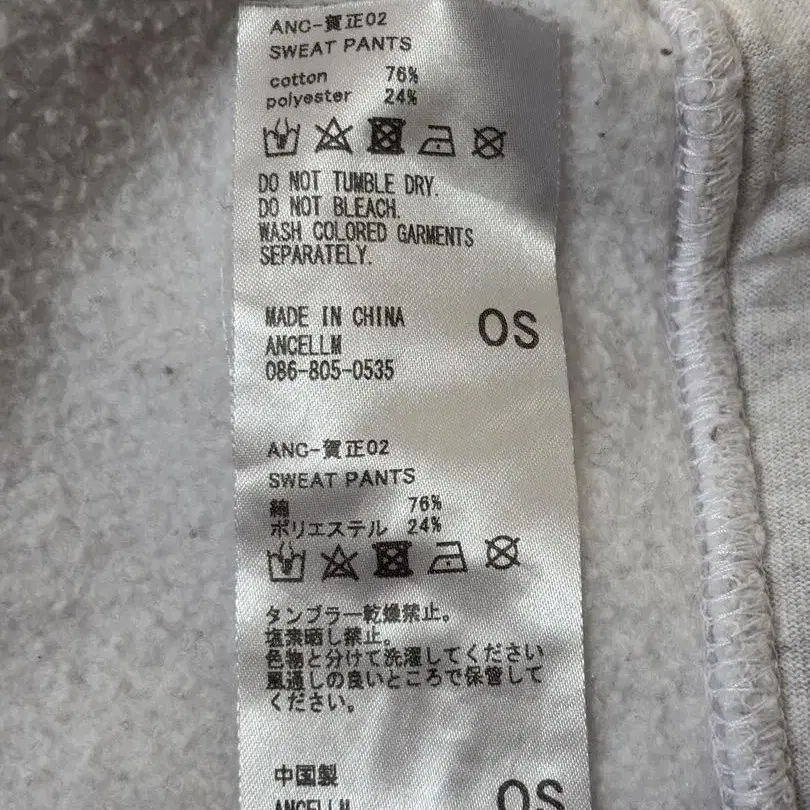 ANC-賀正02
SWEAT PANTS
cotton 76%
polyester 24%
DO NOT TUMBLE DRY.
DO NOT BLEACH.
WASH COLORED GARMENTS
SEPARATELY.
MADE IN CHINA
OS
ANCELLM
086-805-0535
ANC-賀正02
SWEAT PANTS
綿 76%
ポリエステル 24%
タンブラー乾燥禁止。
塩素晒し禁止。
色物と分けて洗濯してください
風通しの良いところで保管して
ください。
中国製
ANCELLM
OS